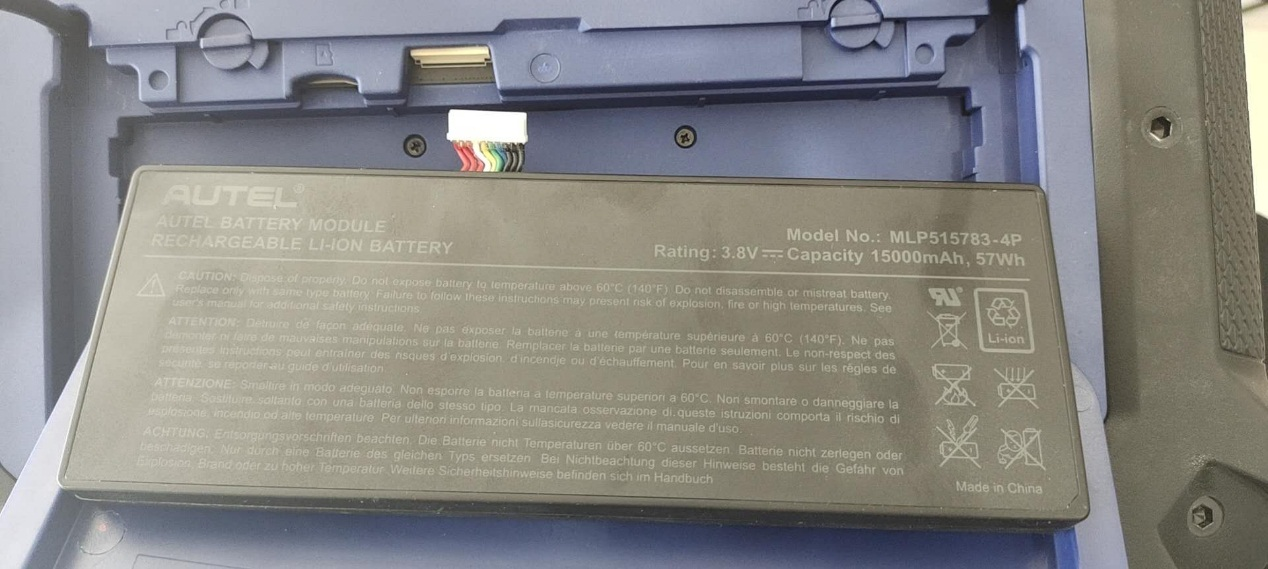 AUTEL®
AUTEL BATTERY MODULE
RECHARGEABLE LI-ION BATTERY
Model No.: MLP515783-4P
Rating: 3.8V⎓Capacity 15000mAh, 57Wh
CAUTION: Dispose of properly. Do not expose battery to temperature above 60°C (140°F). Do not disassemble or mistreat battery.
Replace only with same type battery. Failure to follow these instructions may present risk of explosion, fire or high temperatures. See
user's manual for additional safety instructions
ATTENTION: Détruire de façon adéquate. Ne pas exposer la batterie à une température supérieure á 60°C (140°F). Ne pas
démonter ni faire de mauvaises manipulations sur la batterie. Remplacer la batterie par une batterie seulement. Le non-respect des
instructions peut entraîner des risques d'explosion, d'incendie ou d'échauffement. Pour en savoir plus sur les règles de
sécurité, se reporter au guide d'utilisation.
ATTENZIONE: Smaltire in modo adeguato. Non esporre la batteria a temperature superiori a 60°C. Non smontare o danneggiare la
batteria. Sostituire soltanto con una batteria dello stesso tipo. La mancata osservazione di queste istruzioni comporta il rischio di
esplosione, incendio od alte temperature. Per ulteriori informazioni sullasicurezza vedere il manuale d'uso.
ACHTUNG: Entsorgungsvorschriften beachten. Die Batterie nicht Temperaturen über 60°C aussetzen. Batterie nicht zerlegen oder
beschädigen. Nur durch eine Batterie des gleichen Typs ersetzen. Bei Nichtbeachtung dieser Hinweise besteht die Gefahr von
Explosion, Brand oder zu hoher Temperatur. Weitere Sicherheitshinweise befinden sich im Handbuch
Li-ion
Made in China